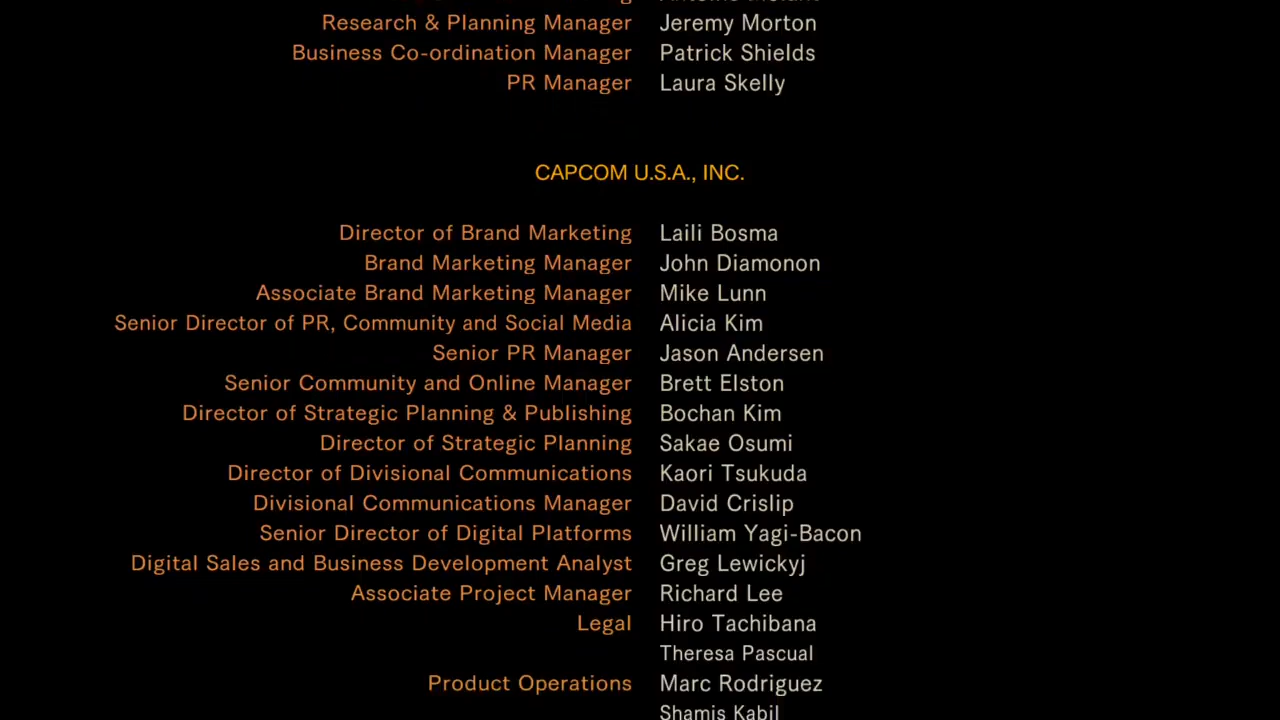 Research & Planning Manager Jeremy Morton
Business Co-ordination Manager Patrick Shields
PR Manager Laura Skelly
CAPCOM U.S.A., INC.
Director of Brand Marketing Laili Bosma
Brand Marketing Manager John Diamonon
Associate Brand Marketing Manager Mike Lunn
Senior Director of PR, Community and Social Media Alicia Kim
Senior PR Manager Jason Andersen
Senior Community and Online Manager Brett Elston
Director of Strategic Planning & Publishing Bochan Kim
Director of Strategic Planning Sakae Osumi
Director of Divisional Communications Kaori Tsukuda
Divisional Communications Manager David Crislip
Senior Director of Digital Platforms William Yagi-Bacon
Digital Sales and Business Development Analyst Greg Lewickyj
Associate Project Manager Richard Lee
Legal Hiro Tachibana
Theresa Pascual
Product Operations Marc Rodriguez
Shamis Kabil